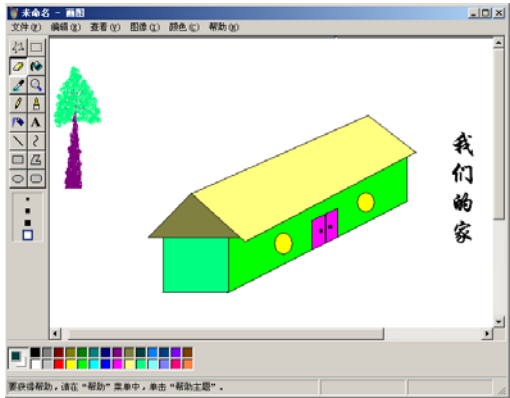 未命名 - 画图
文件(F) 编辑(E) 查看(V) 图像(I) 颜色(C) 帮助(H)
A
我们的家
要获得帮助,请在“帮助”菜单中,单击“帮助主题”.